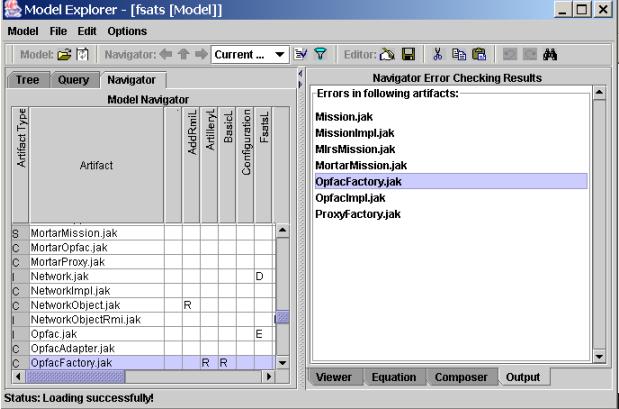 Model Explorer - [fsats [Model]]
Model File Edit Options
Model: Navigator: Current ... Editor:
Tree Query Navigator
Model Navigator
Artifact Type
Artifact
AddRmiL
ArtilleryL
BasicL
Configuration
FsatsL
S MortarMission.jak
C MortarOpfac.jak
C MortarProxy.jak
I Network.jak D
C NetworkImpl.jak
C NetworkObject.jak R
I NetworkObjectRmi.jak
I Opfac.jak E
C OpfacAdapter.jak
C OpfacFactory.jak R R
Navigator Error Checking Results
Errors in following artifacts:
Mission.jak
MissionImpl.jak
MlrsMission.jak
MortarMission.jak
OpfacFactory.jak
OpfacImpl.jak
ProxyFactory.jak
Viewer Equation Composer Output
Status: Loading successfully!